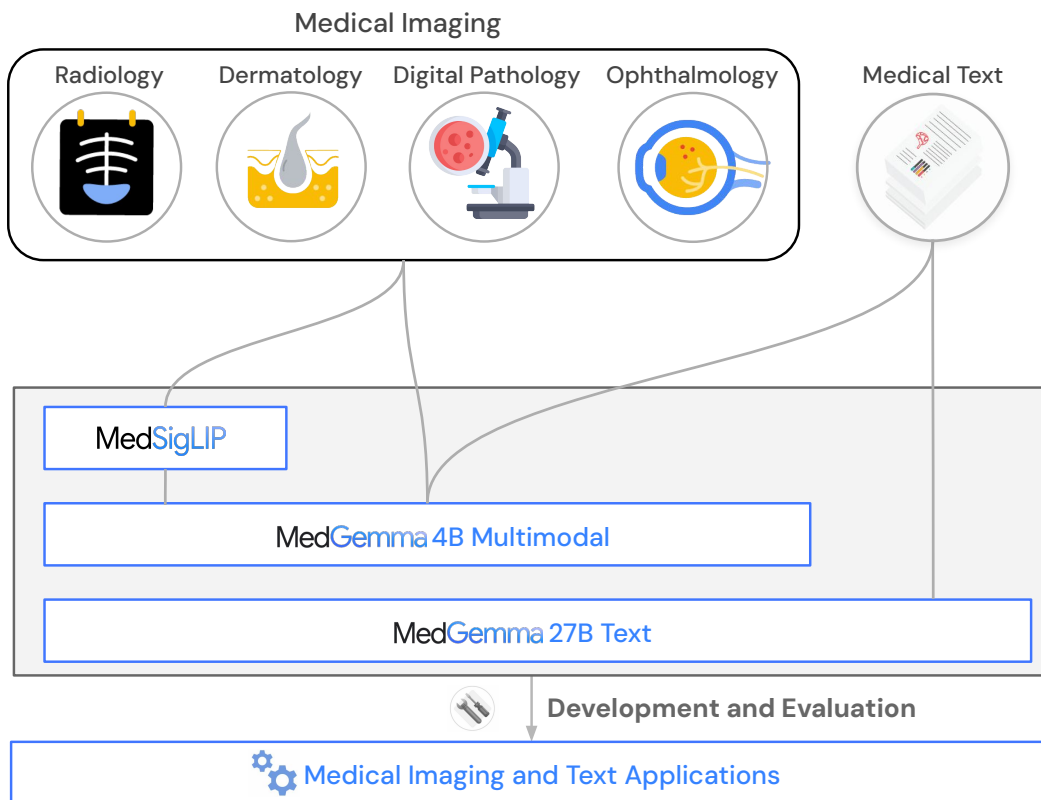 Medical Imaging
Radiology
Dermatology
Digital Pathology
Ophthalmology
Medical Text
MedSigLIP
MedGemma 4B Multimodal
MedGemma 27B Text
Development and Evaluation
Medical Imaging and Text Applications